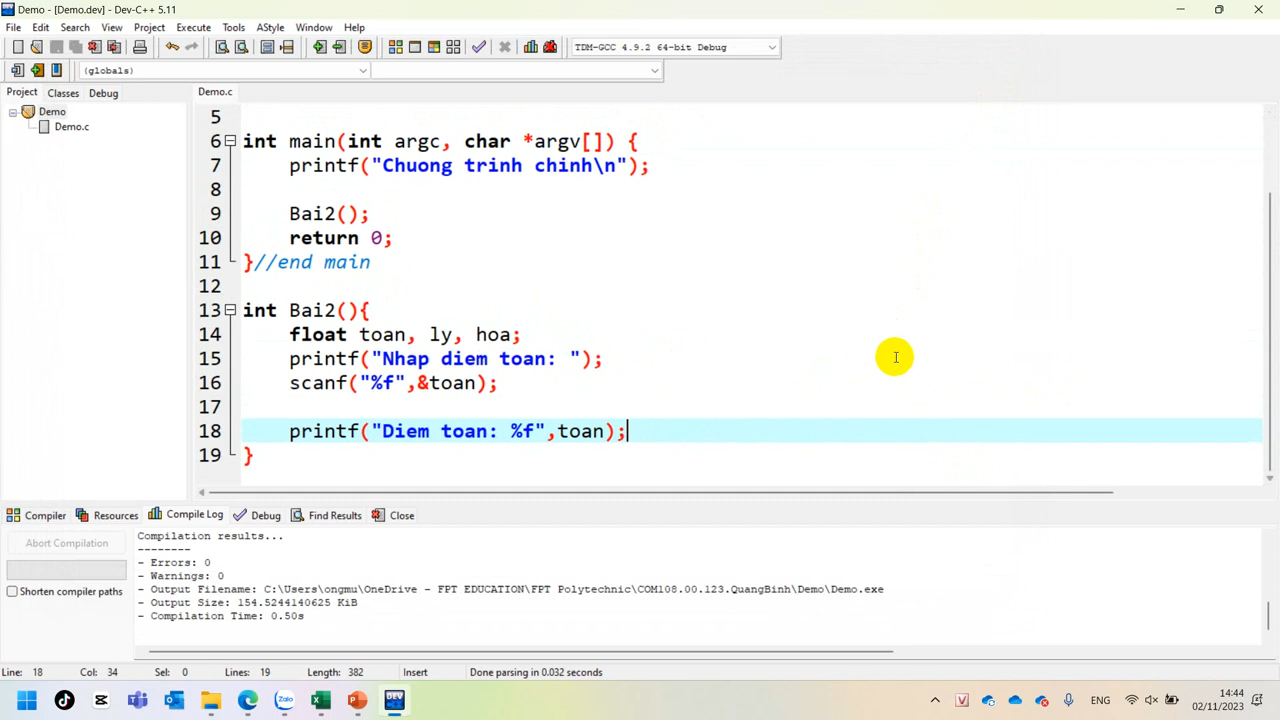 Demo - [Demo.dev] - Dev-C++ 5.11
File Edit Search View Project Execute Tools AStyle Window Help
TDM-GCC 4.9.2 64-bit Debug
(globals)
Project Classes Debug
Demo.c
Demo
Demo.c
5
6 int main(int argc, char *argv[]) {
7 printf("Chuong trinh chinh\n");
8
9 Bai2();
10 return 0;
11 }//end main
12
13 int Bai2(){
14 float toan, ly, hoa;
15 printf("Nhap diem toan: ");
16 scanf("%f",&toan);
17
18 printf("Diem toan: %f",toan);
19 }
Compiler Resources Compile Log Debug Find Results Close
Abort Compilation
Shorten compiler paths
Compilation results...
--------
- Errors: 0
- Warnings: 0
- Output Filename: C:\Users\ongmu\OneDrive - FPT EDUCATION\FPT Polytechnic\COM108.00.123.QuangBinh\Demo\Demo.exe
- Output Size: 154.5244140625 KiB
- Compilation Time: 0.50s
Line: 18 Col: 34 Sel: 0 Lines: 19 Length: 382 Insert Done parsing in 0.032 seconds
Zalo
DEV
V
ENG
14:44
02/11/2023